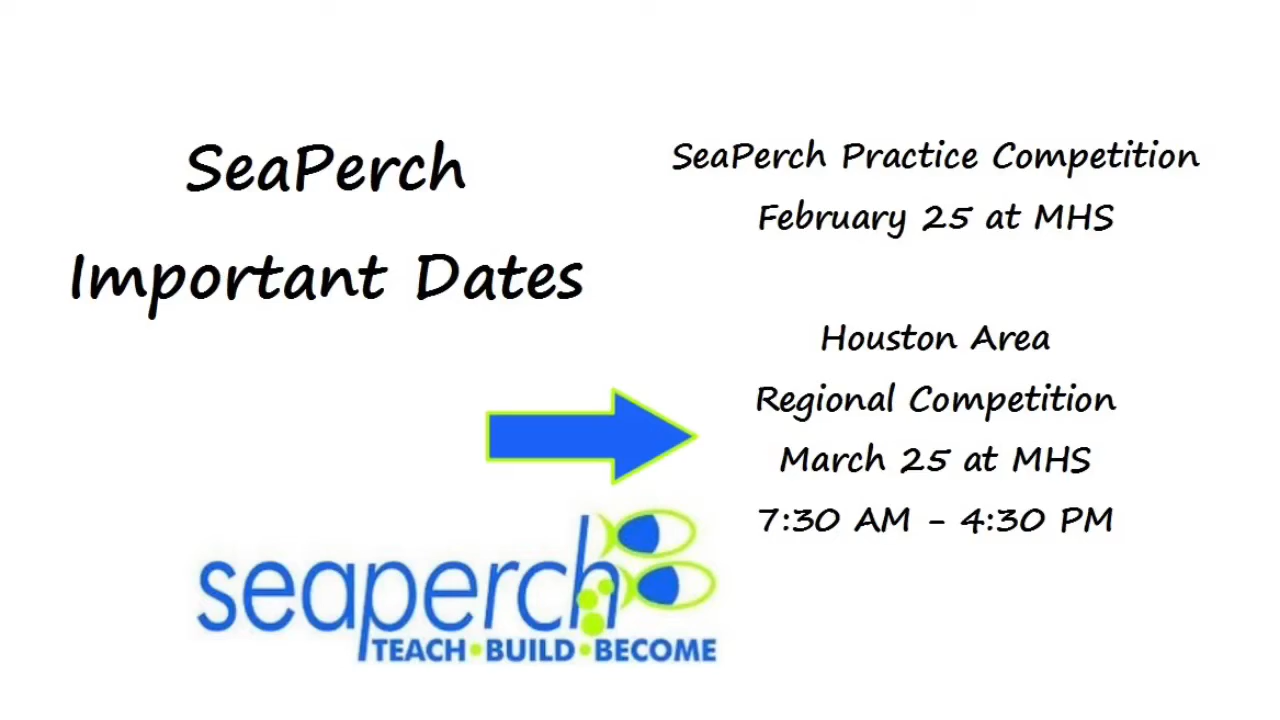 SeaPerch
Important Dates
SeaPerch Practice Competition
February 25 at MHS
Houston Area
Regional Competition
March 25 at MHS
7:30 AM - 4:30 PM
seaperch
TEACH•BUILD•BECOME